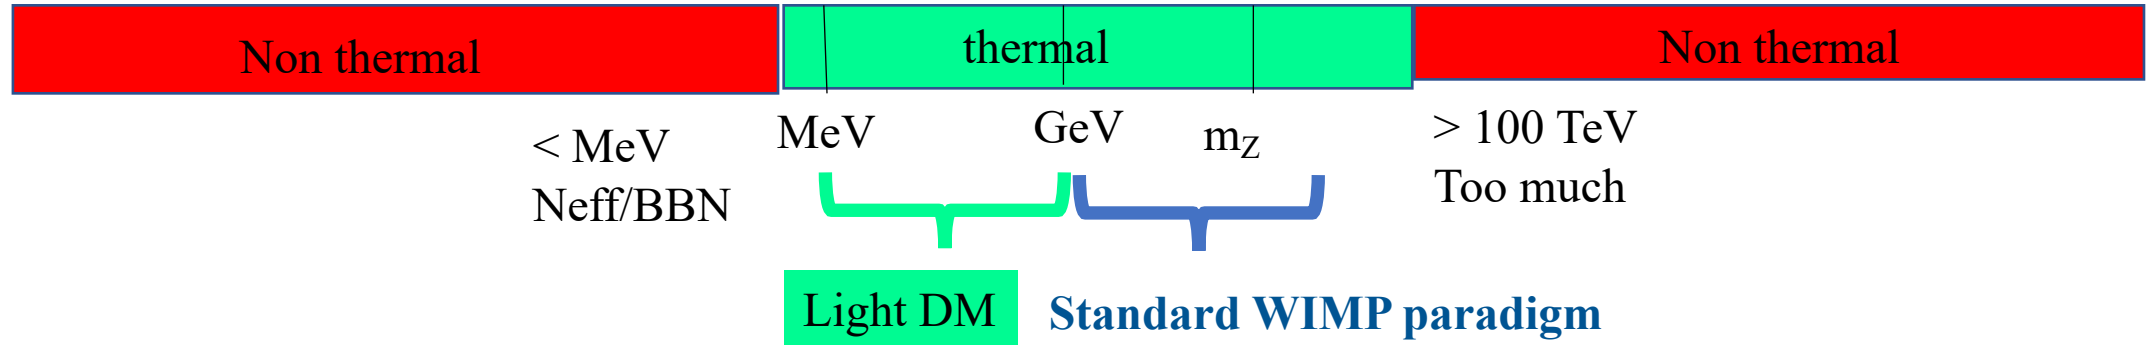 Non thermal
thermal
Non thermal
< MeV
Neff/BBN
MeV
GeV
mZ
> 100 TeV
Too much
Light DM
Standard WIMP paradigm